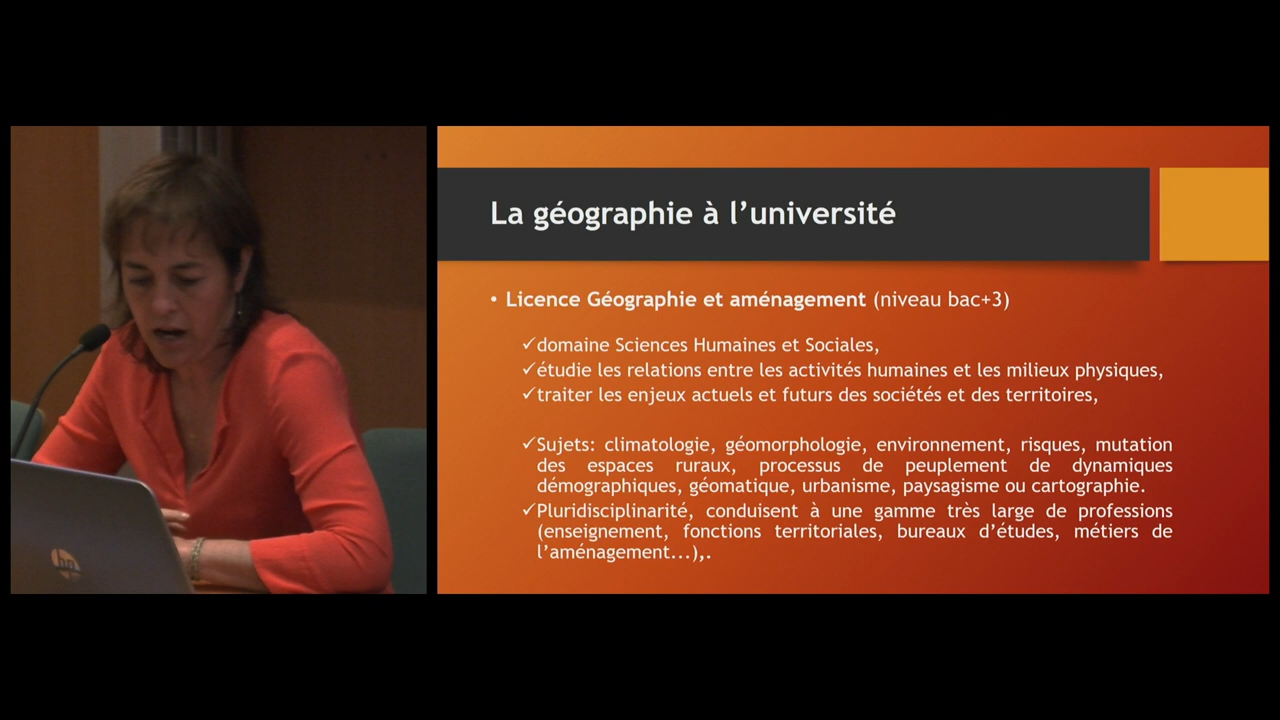 La géographie à l’université
• Licence Géographie et aménagement (niveau bac+3)
✓domaine Sciences Humaines et Sociales,
✓étudie les relations entre les activités humaines et les milieux physiques,
✓traiter les enjeux actuels et futurs des sociétés et des territoires,
✓Sujets: climatologie, géomorphologie, environnement, risques, mutation
des espaces ruraux, processus de peuplement de dynamiques
démographiques, géomatique, urbanisme, paysagisme ou cartographie.
✓Pluridisciplinarité, conduisent à une gamme très large de professions
(enseignement, fonctions territoriales, bureaux d’études, métiers de
l’aménagement...),.
hp